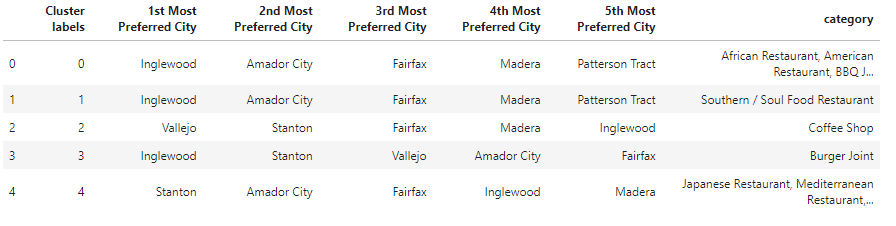 Cluster labels 1st Most Preferred City 2nd Most Preferred City 3rd Most Preferred City 4th Most Preferred City 5th Most Preferred City category
0 0 Inglewood Amador City Fairfax Madera Patterson Tract African Restaurant, American Restaurant, BBQ J...
1 1 Inglewood Amador City Fairfax Madera Patterson Tract Southern / Soul Food Restaurant
2 2 Vallejo Stanton Fairfax Madera Inglewood Coffee Shop
3 3 Inglewood Stanton Vallejo Amador City Fairfax Burger Joint
4 4 Stanton Amador City Fairfax Inglewood Madera Japanese Restaurant, Mediterranean Restaurant,...